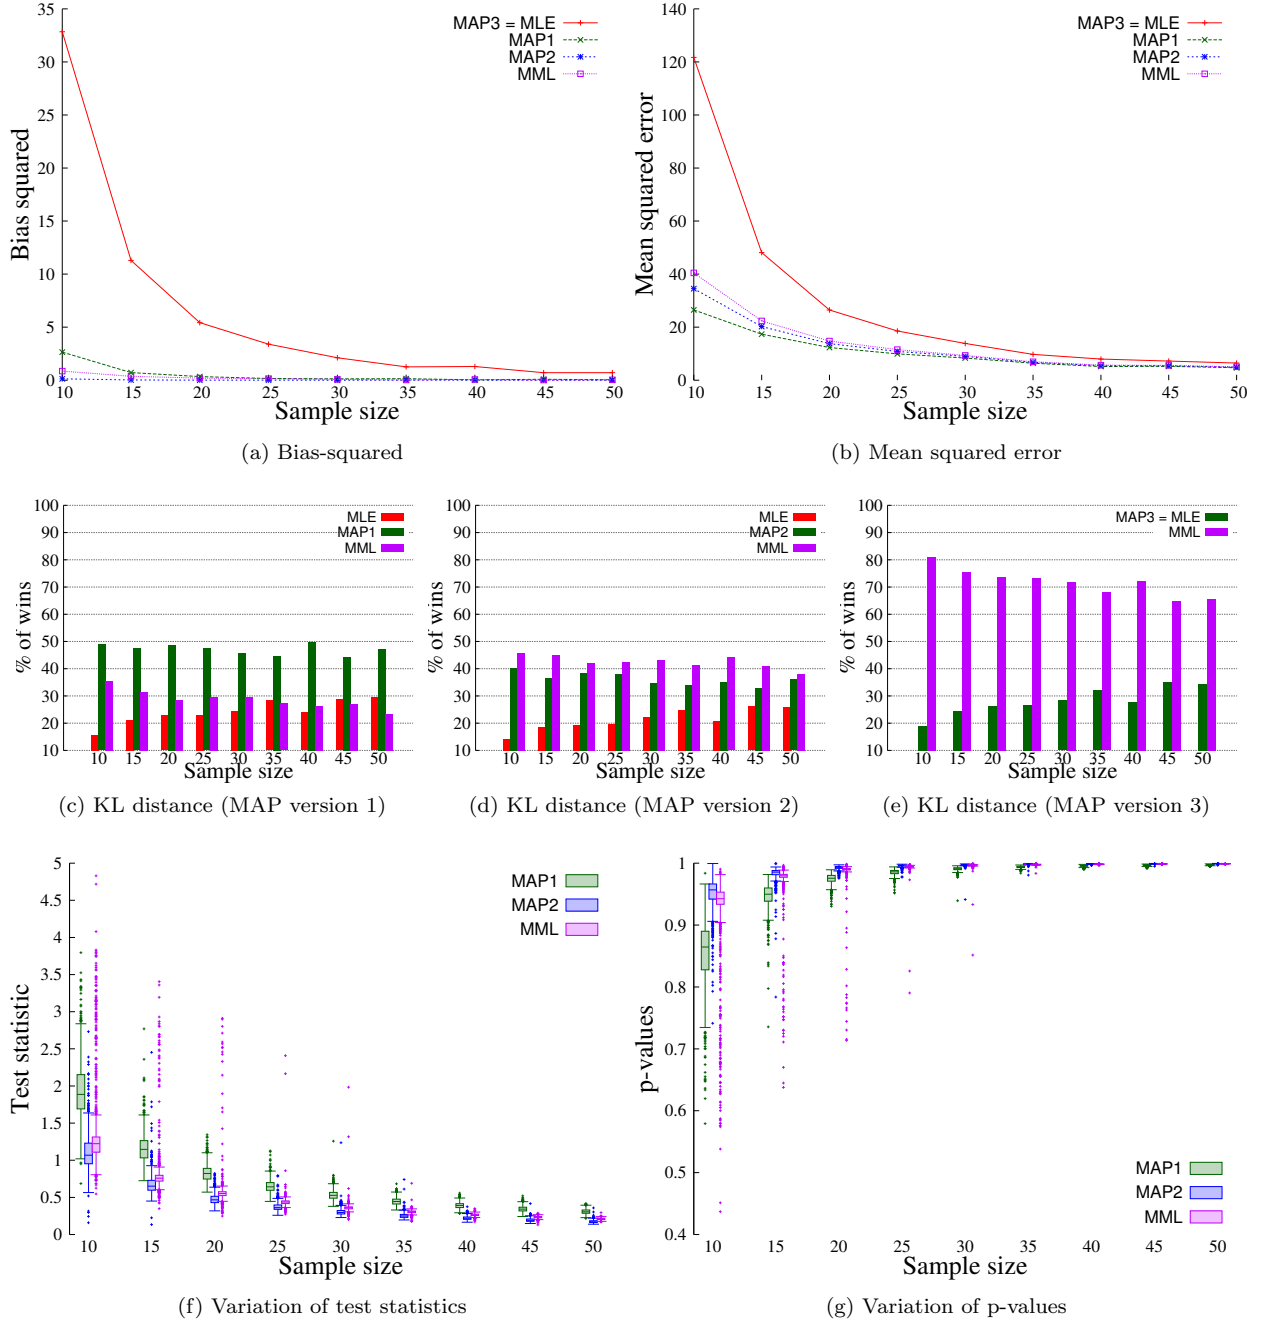 35
30
25
20
15
10
5
0
Bias squared
MAP3 = MLE
MAP1
MAP2
MML
10 15 20 25 30 35 40 45 50
Sample size
(a) Bias-squared
140
120
100
80
60
40
20
0
Mean squared error
MAP3 = MLE
MAP1
MAP2
MML
10 15 20 25 30 35 40 45 50
Sample size
(b) Mean squared error
100
90
80
70
60
50
40
30
20
10
% of wins
MLE
MAP1
MML
10 15 20 25 30 35 40 45 50
Sample size
(c) KL distance (MAP version 1)
100
90
80
70
60
50
40
30
20
10
% of wins
MLE
MAP2
MML
10 15 20 25 30 35 40 45 50
Sample size
(d) KL distance (MAP version 2)
100
90
80
70
60
50
40
30
20
10
% of wins
MAP3 = MLE
MML
10 15 20 25 30 35 40 45 50
Sample size
(e) KL distance (MAP version 3)
5
4.5
4
3.5
3
2.5
2
1.5
1
0.5
0
Test statistic
MAP1
MAP2
MML
10 15 20 25 30 35 40 45 50
Sample size
(f) Variation of test statistics
1
0.9
0.8
0.7
0.6
0.5
0.4
p-values
MAP1
MAP2
MML
10 15 20 25 30 35 40 45 50
Sample size
(g) Variation of p-values